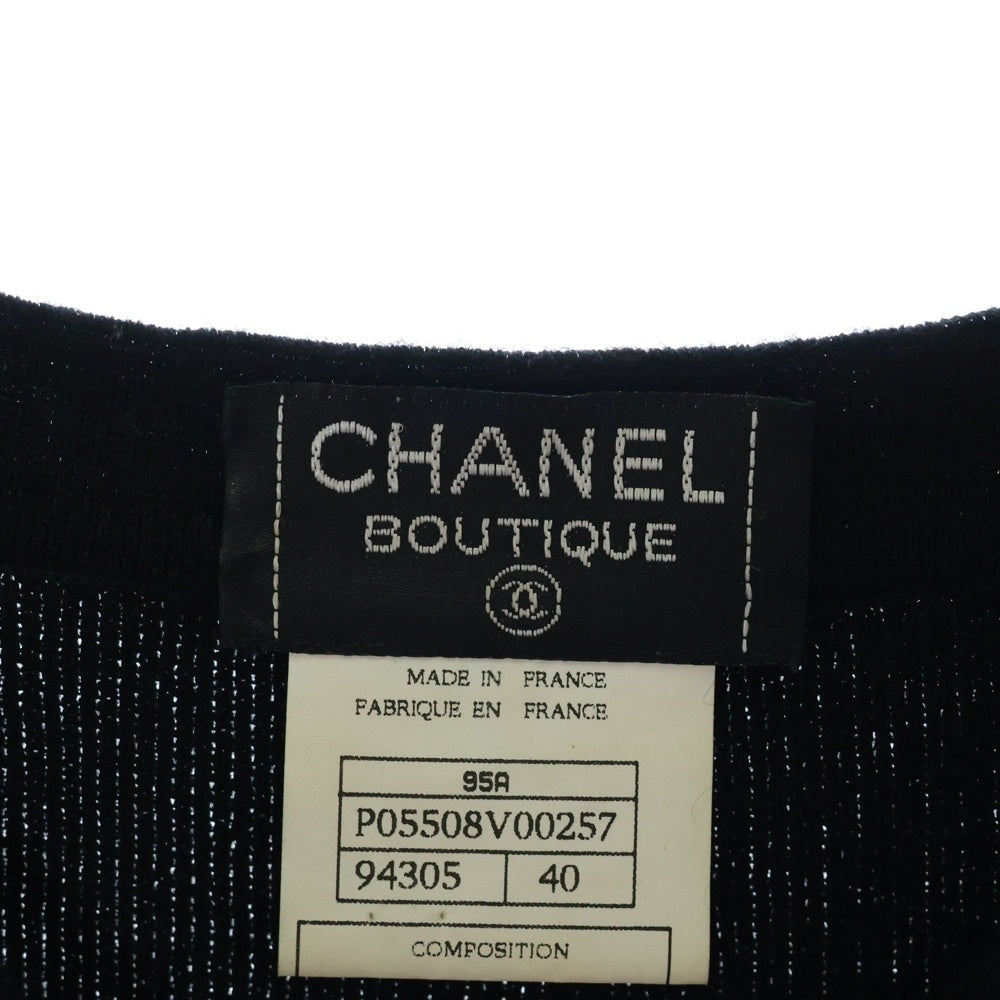 CHANEL
BOUTIQUE
MADE IN FRANCE
FABRIQUE EN FRANCE
95A
P05508V00257
94305 40
COMPOSITION